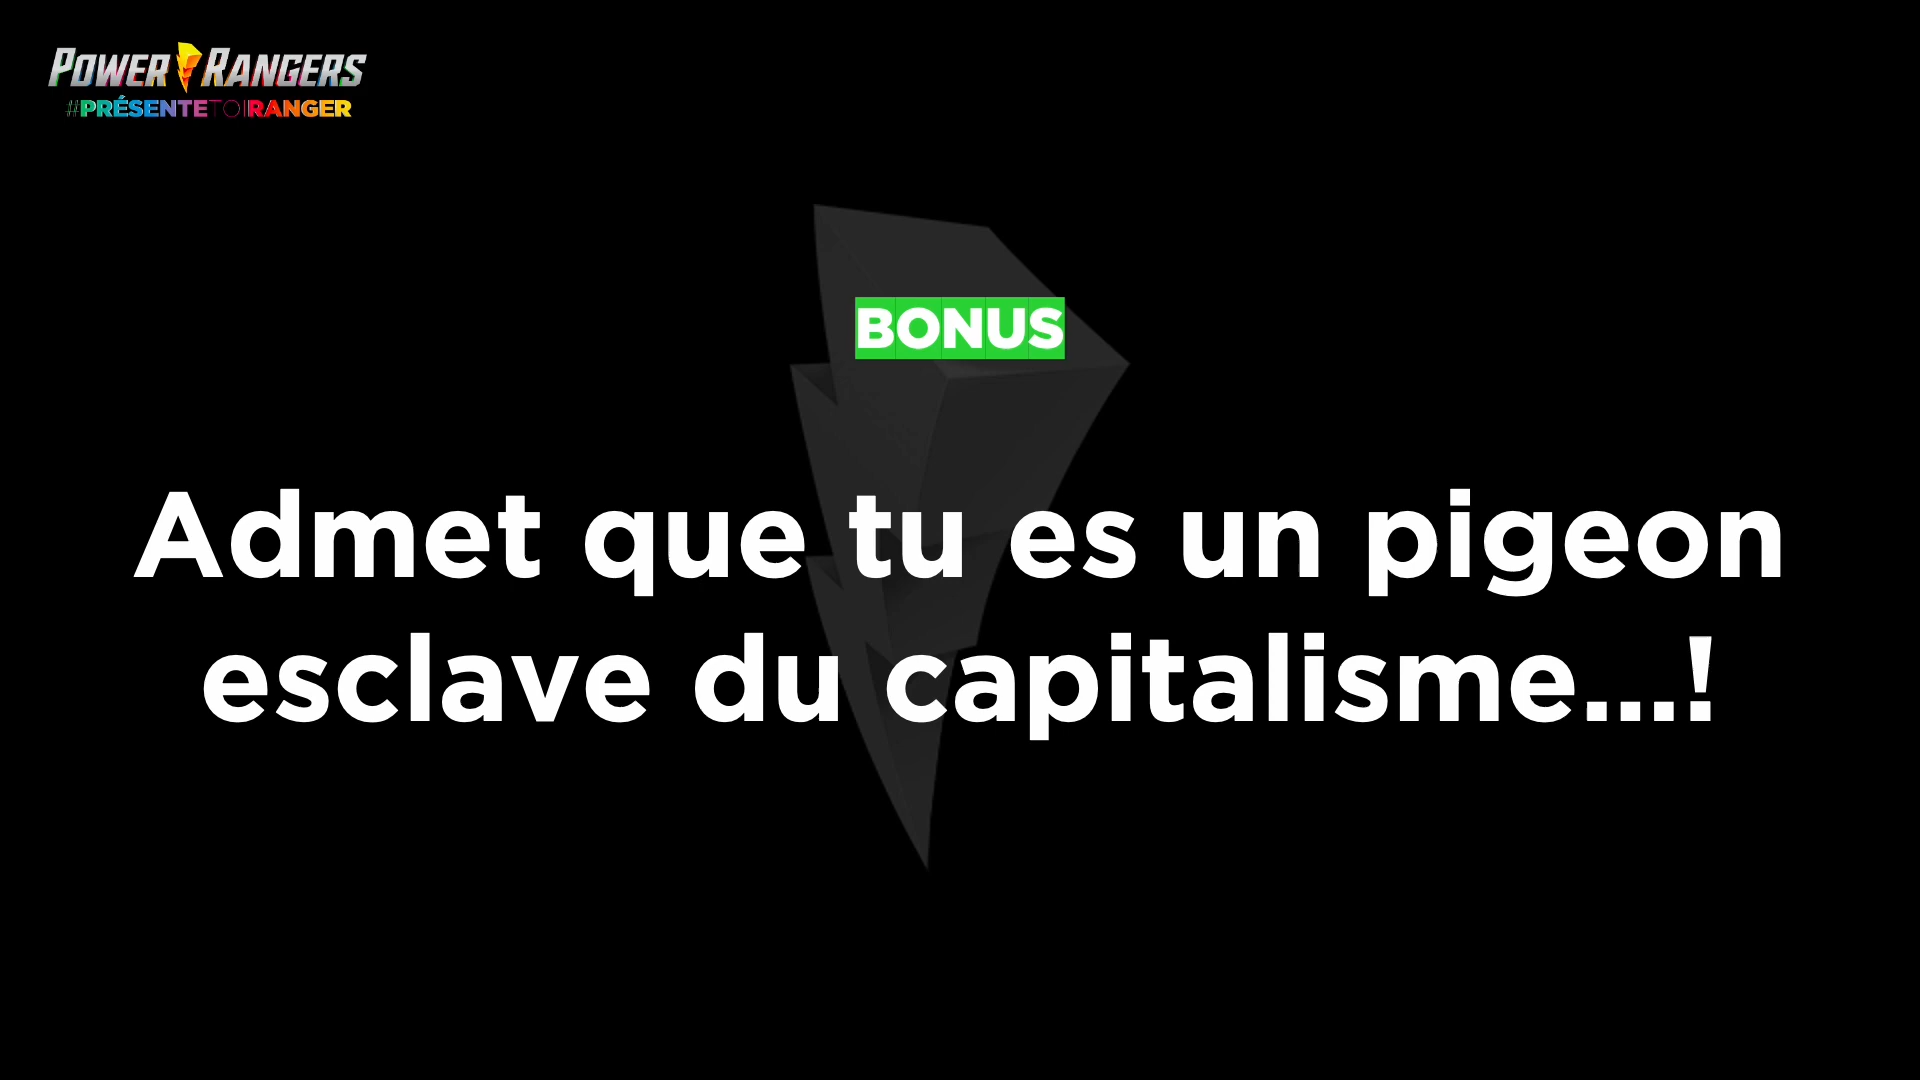 POWER RANGERS
#PRÉSENTETOIRANGER
BONUS
Admet que tu es un pigeon
esclave du capitalisme...!